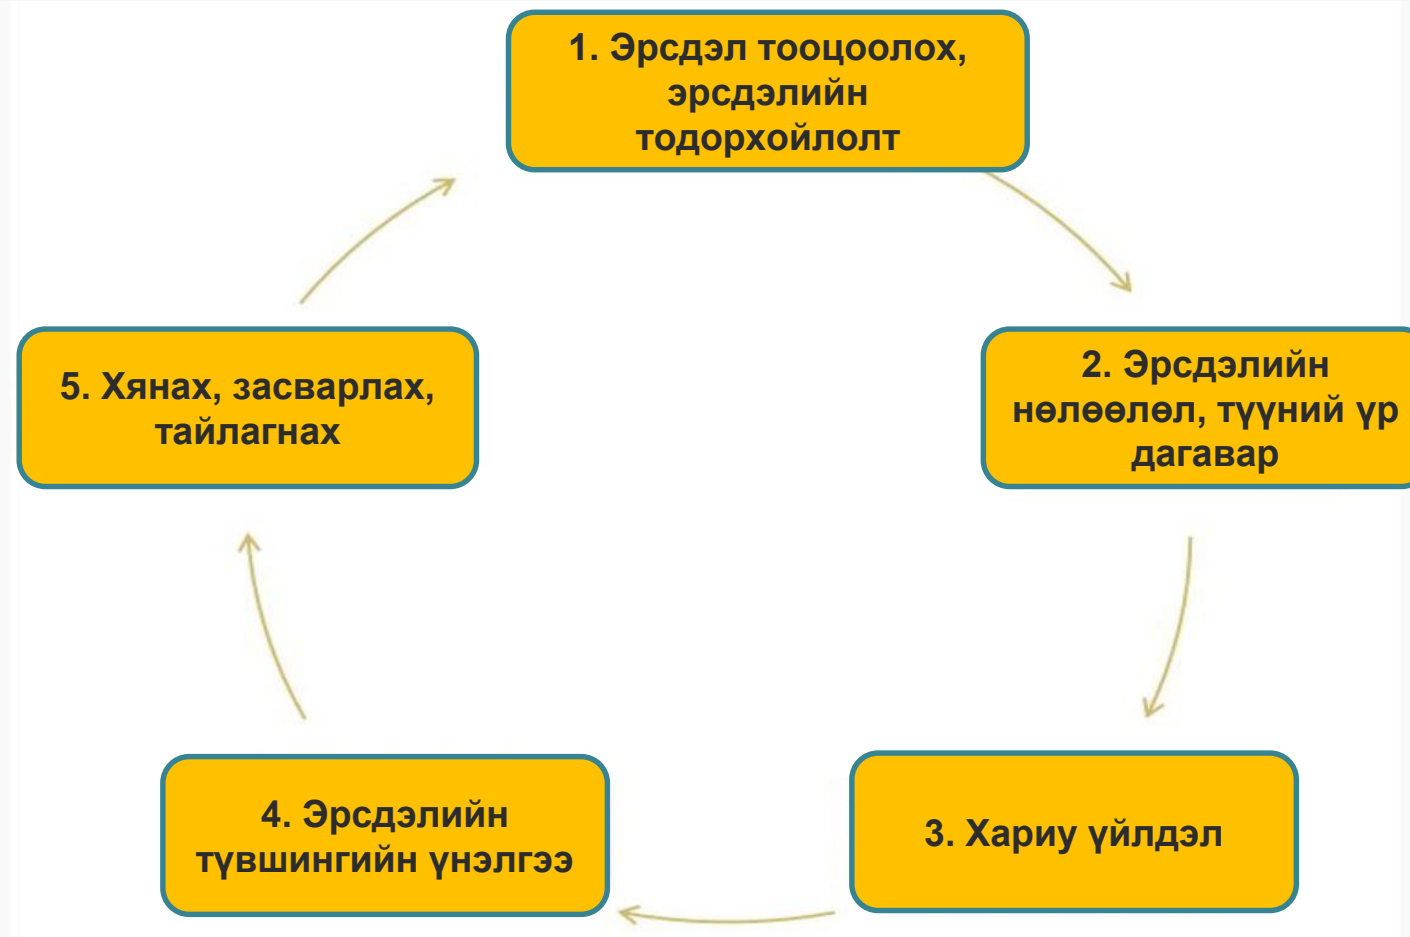 1. Эрсдэл тооцоолох,
эрсдэлийн
тодорхойлолт
2. Эрсдэлийн
нөлөөлөл, түүний үр
дагавар
3. Хариу үйлдэл
4. Эрсдэлийн
түвшингийн үнэлгээ
5. Хянах, засварлах,
тайлагнах